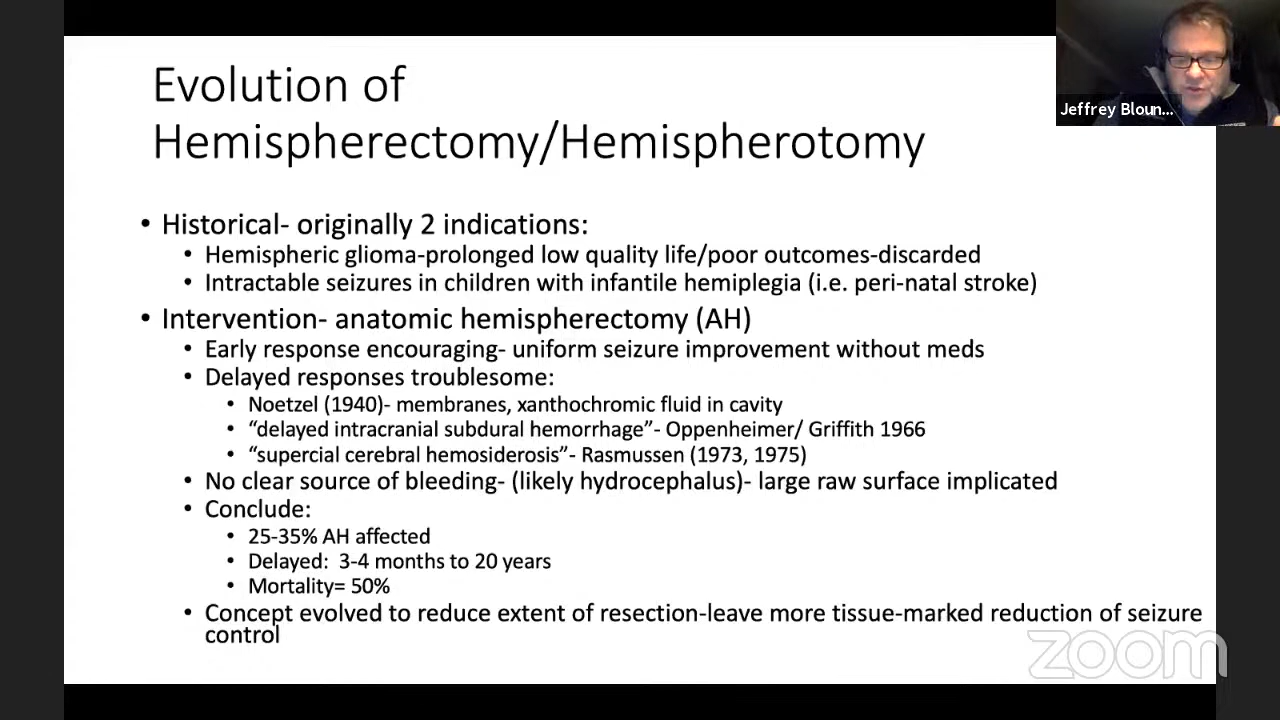 Jeffrey Bloun...
Evolution of
Hemispherectomy/Hemispherotomy
• Historical- originally 2 indications:
• Hemispheric glioma-prolonged low quality life/poor outcomes-discarded
• Intractable seizures in children with infantile hemiplegia (i.e. peri-natal stroke)
• Intervention- anatomic hemispherectomy (AH)
• Early response encouraging- uniform seizure improvement without meds
• Delayed responses troublesome:
• Noetzel (1940)- membranes, xanthochromic fluid in cavity
• “delayed intracranial subdural hemorrhage”- Oppenheimer/ Griffith 1966
• “supercial cerebral hemosiderosis”- Rasmussen (1973, 1975)
• No clear source of bleeding- (likely hydrocephalus)- large raw surface implicated
• Conclude:
• 25-35% AH affected
• Delayed:  3-4 months to 20 years
• Mortality= 50%
• Concept evolved to reduce extent of resection-leave more tissue-marked reduction of seizure
control
zoom